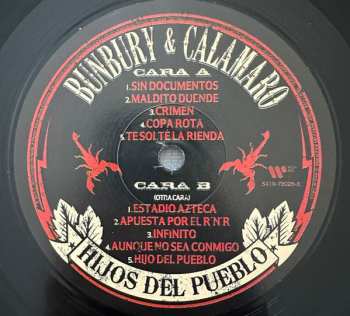 BUNBURY & CALAMARO
CARA A
1. SIN DOCUMENTOS
2. MALDITO DUENDE
3. CRIMEN
4. COPA ROTA
5. TE SOLTÉ LA RIENDA
CARA B
(OTRA CARA)
1. ESTADIO AZTECA
2. APUESTA POR EL R'N'R
3. INFINITO
4. AUNQUE NO SEA CONMIGO
5. HIJO DEL PUEBLO
HIJOS DEL PUEBLO